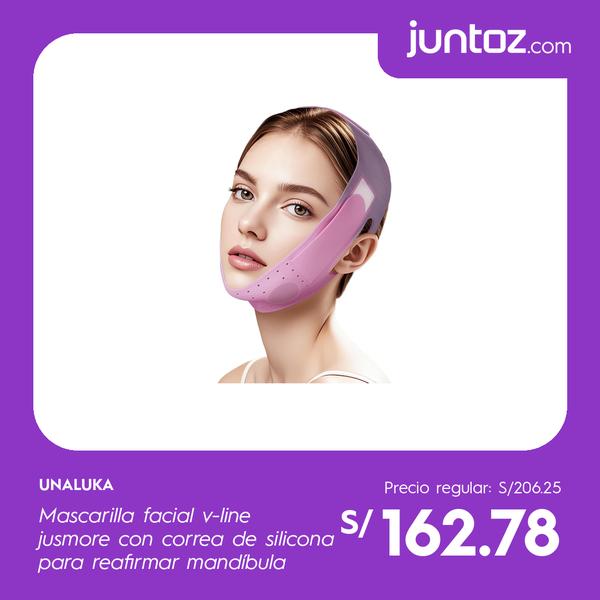 juntoz.com
UNALUKA
Mascarilla facial v-line
jusmore con correa de silicona
para reafirmar mandíbula
Precio regular: S/206.25
S/162.78